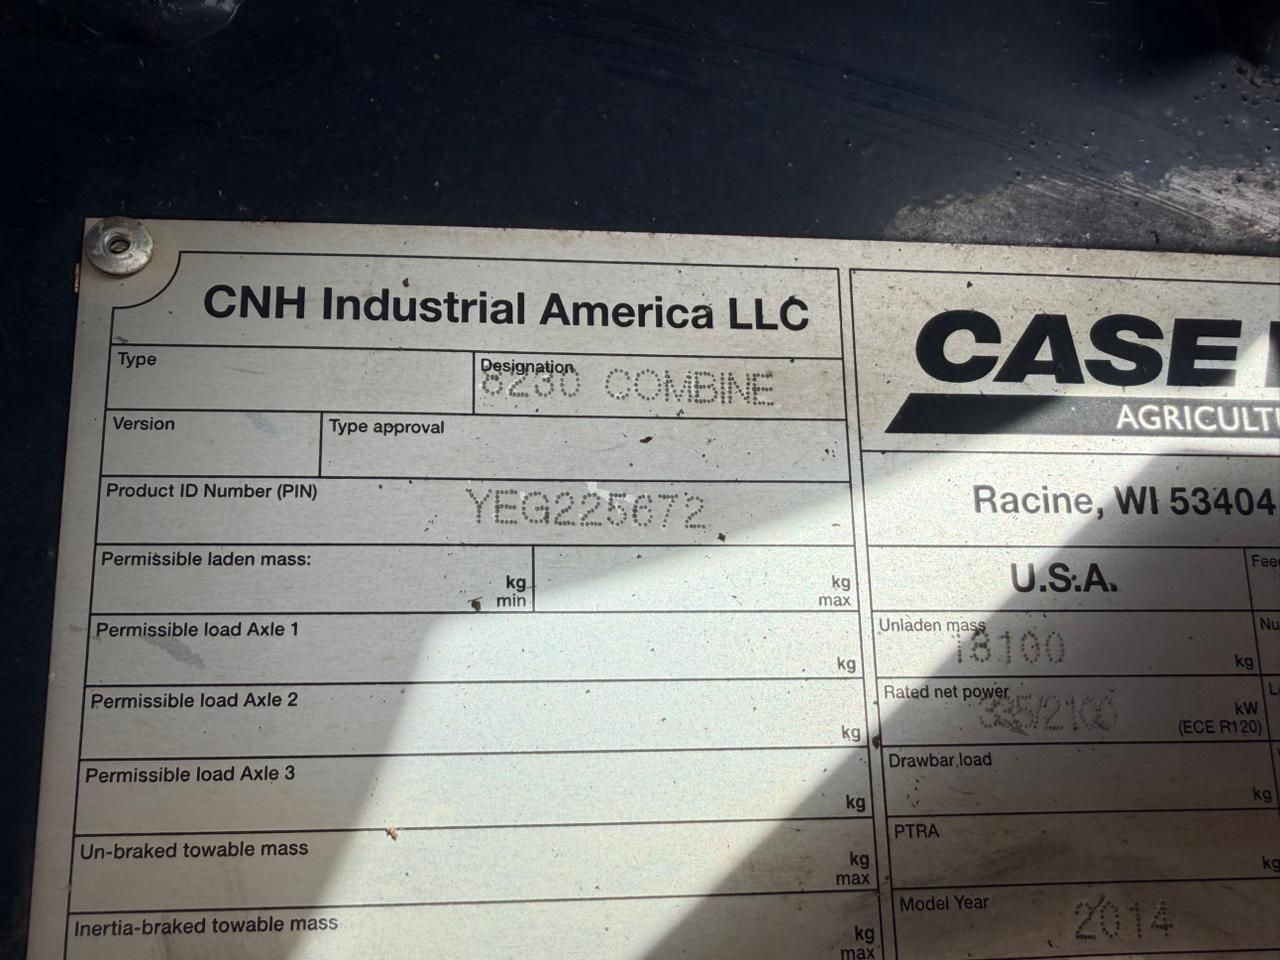 CNH Industrial America LLC
Type
Designation
8230 COMBINE
Version
Type approval
Product ID Number (PIN)
YEG225672
Permissible laden mass:
kg
min
kg
max
Permissible load Axle 1
kg
Permissible load Axle 2
kg
Permissible load Axle 3
kg
Un-braked towable mass
kg
max
Inertia-braked towable mass
kg
max
CASE
AGRICULTU
Racine, WI 53404
U.S.A.
Fee
Unladen mass
18100
kg
Nu
Rated net power
kW
(ECE R120)
Drawbar load
kg
PTRA
kg
Model Year
2014